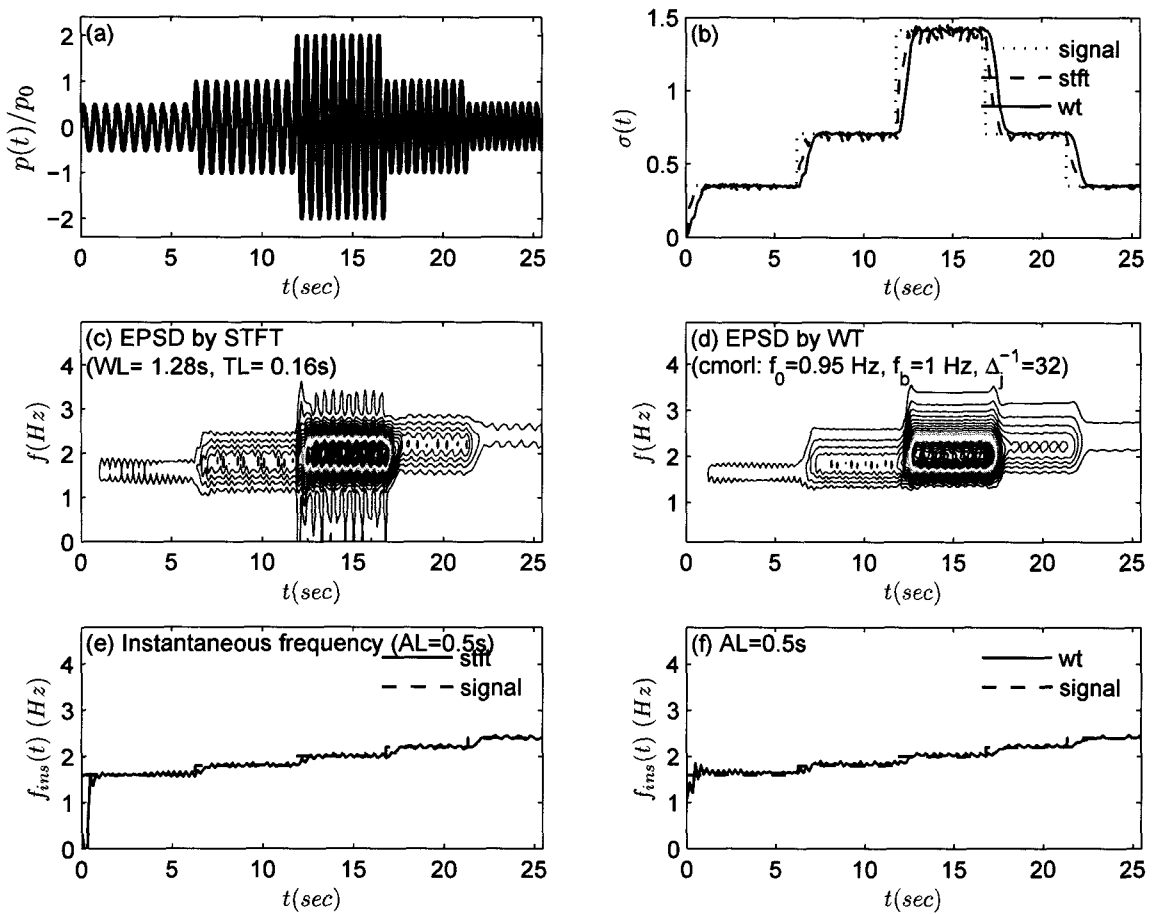 (a)
p(t)/p₀
2
1
0
−1
−2
0 5 10 15 20 25
t(sec)
(b)
σ(t)
1.5
1
0.5
0
signal
stft
wt
0 5 10 15 20 25
t(sec)
(c) EPSD by STFT
(WL= 1.28s, TL= 0.16s)
f(Hz)
4
3
2
1
0
0 5 10 15 20 25
t(sec)
(d) EPSD by WT
(cmorl: f₀=0.95 Hz, f_b=1 Hz, Δ_j⁻¹=32)
f(Hz)
4
3
2
1
0 5 10 15 20 25
t(sec)
(e) Instantaneous frequency (AL=0.5s)
f_ins(t) (Hz)
4
3
2
1
0
stft
signal
0 5 10 15 20 25
t(sec)
(f) AL=0.5s
f_ins(t) (Hz)
4
3
2
1
0
wt
signal
0 5 10 15 20 25
t(sec)